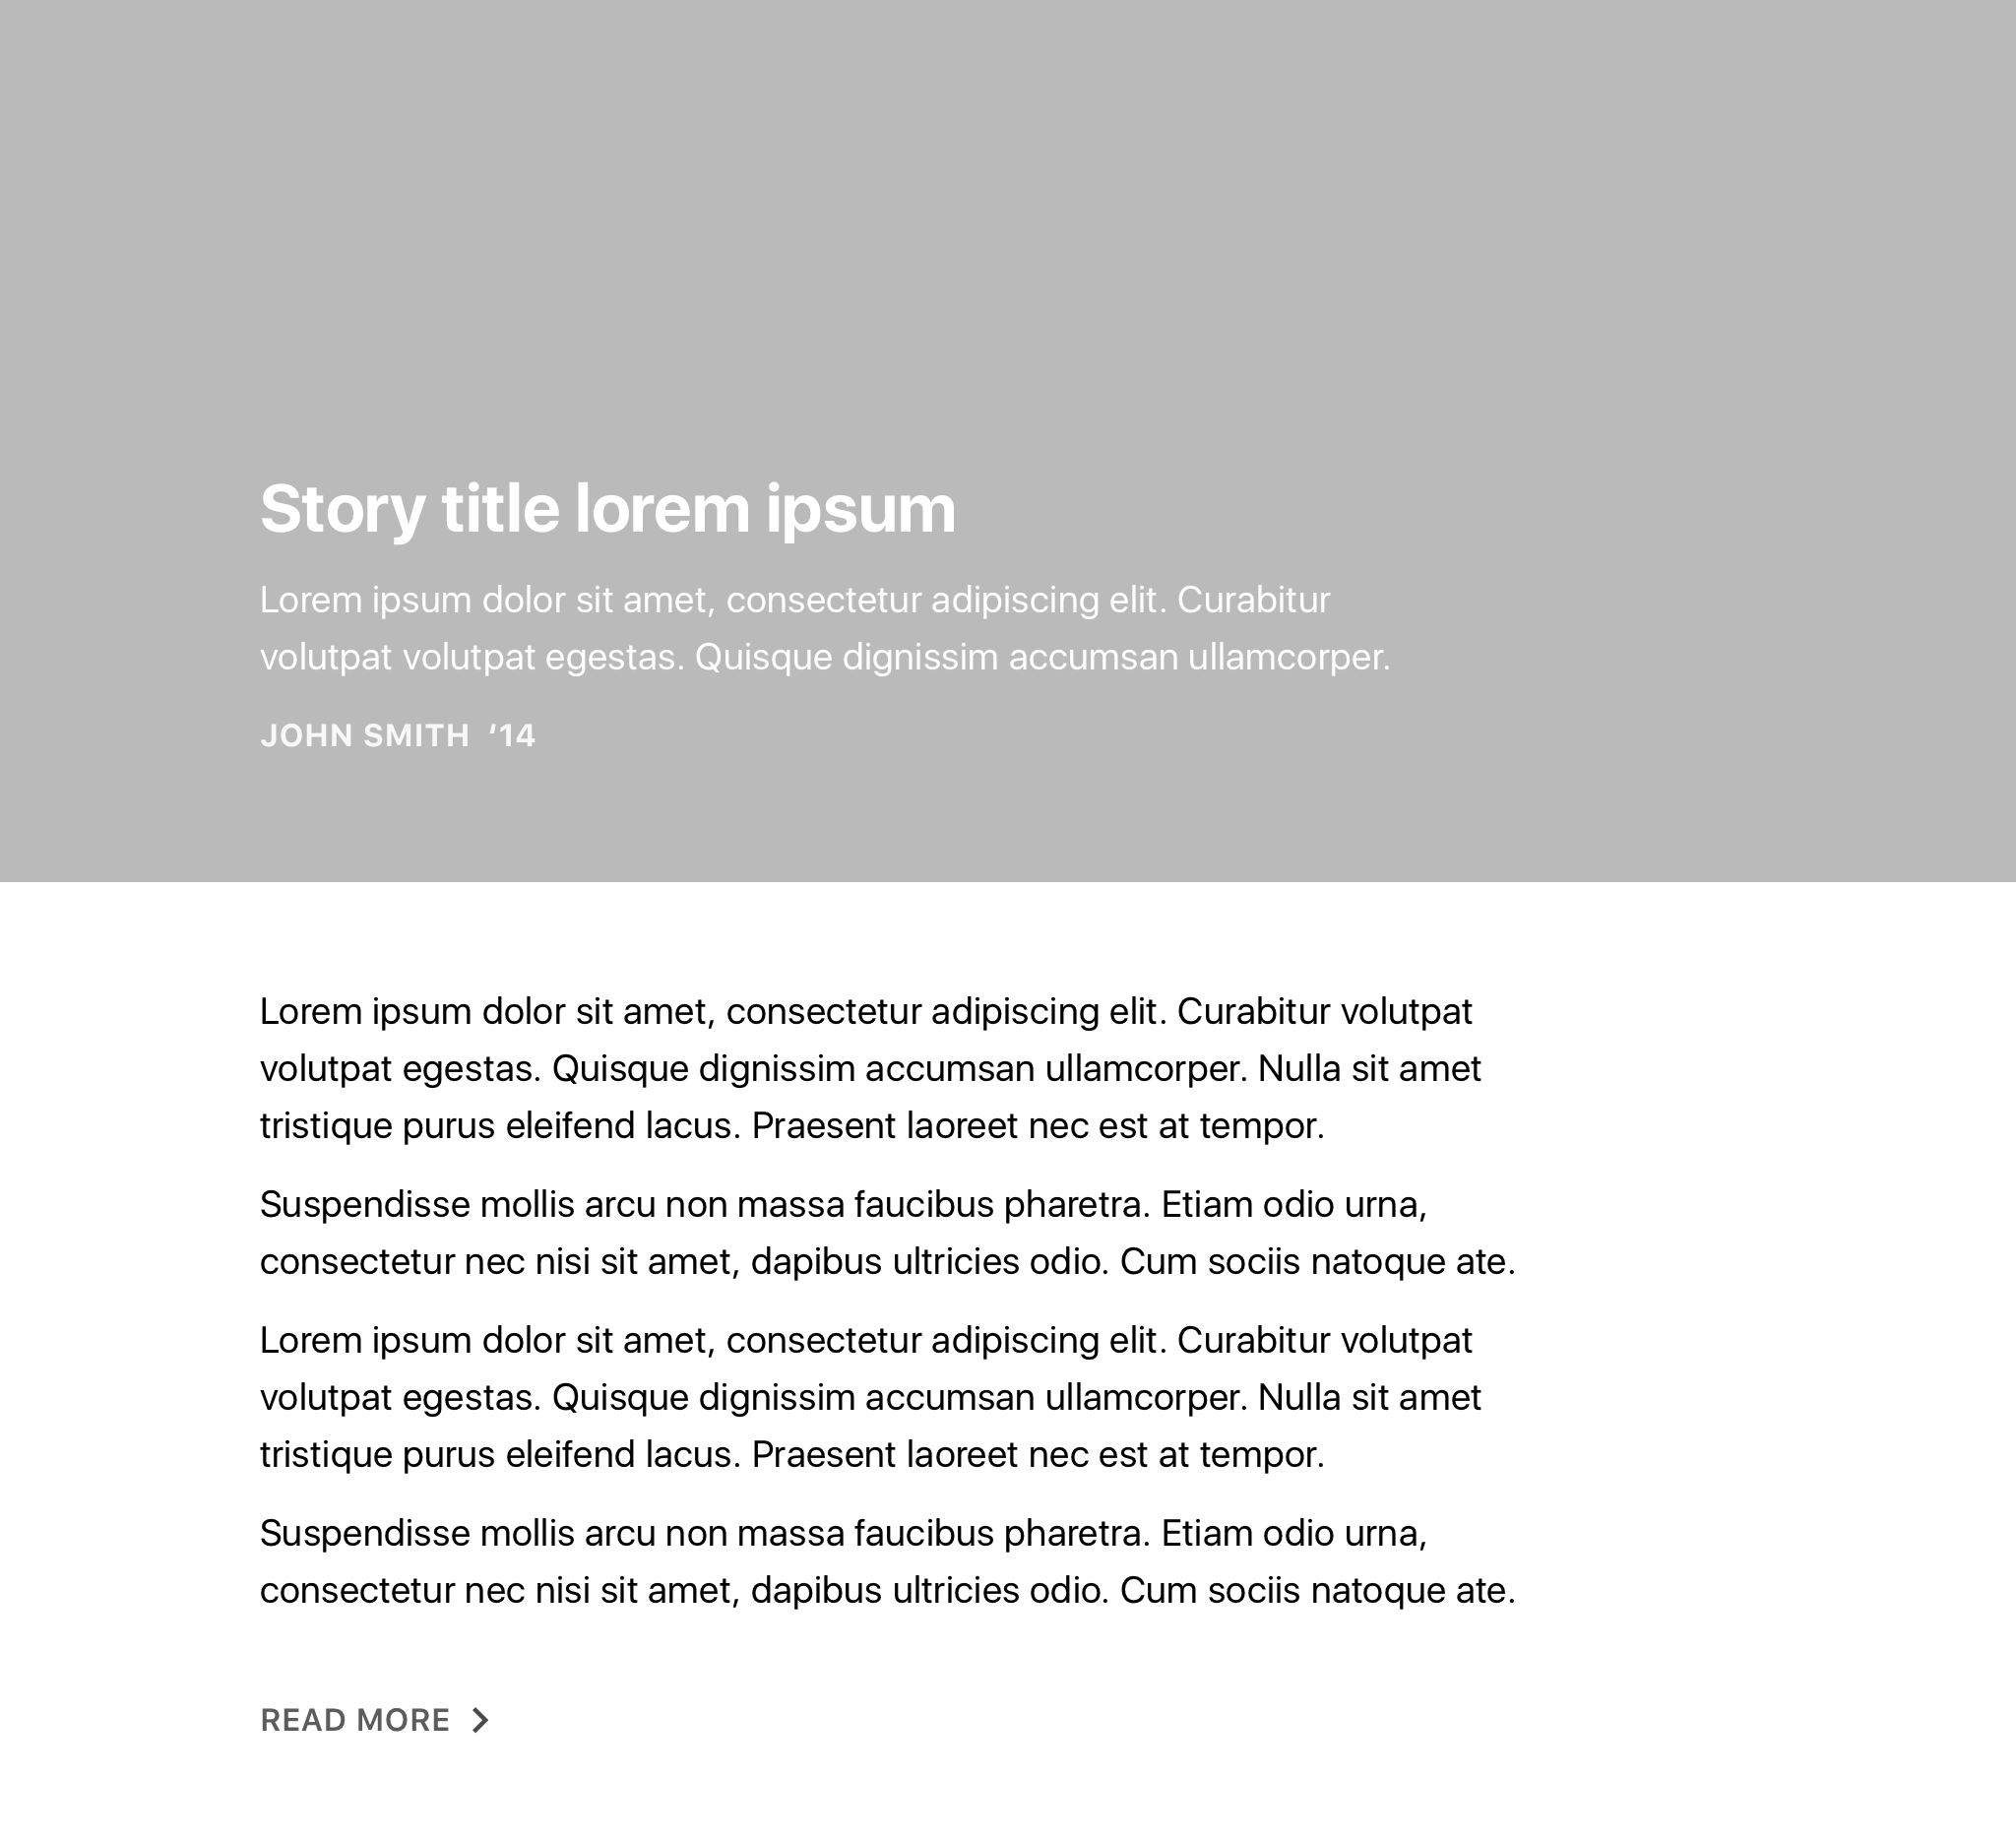 Story title lorem ipsum
Lorem ipsum dolor sit amet, consectetur adipiscing elit. Curabitur
volutpat volutpat egestas. Quisque dignissim accumsan ullamcorper.
JOHN SMITH ‘14
Lorem ipsum dolor sit amet, consectetur adipiscing elit. Curabitur volutpat
volutpat egestas. Quisque dignissim accumsan ullamcorper. Nulla sit amet
tristique purus eleifend lacus. Praesent laoreet nec est at tempor.
Suspendisse mollis arcu non massa faucibus pharetra. Etiam odio urna,
consectetur nec nisi sit amet, dapibus ultricies odio. Cum sociis natoque ate.
Lorem ipsum dolor sit amet, consectetur adipiscing elit. Curabitur volutpat
volutpat egestas. Quisque dignissim accumsan ullamcorper. Nulla sit amet
tristique purus eleifend lacus. Praesent laoreet nec est at tempor.
Suspendisse mollis arcu non massa faucibus pharetra. Etiam odio urna,
consectetur nec nisi sit amet, dapibus ultricies odio. Cum sociis natoque ate.
READ MORE